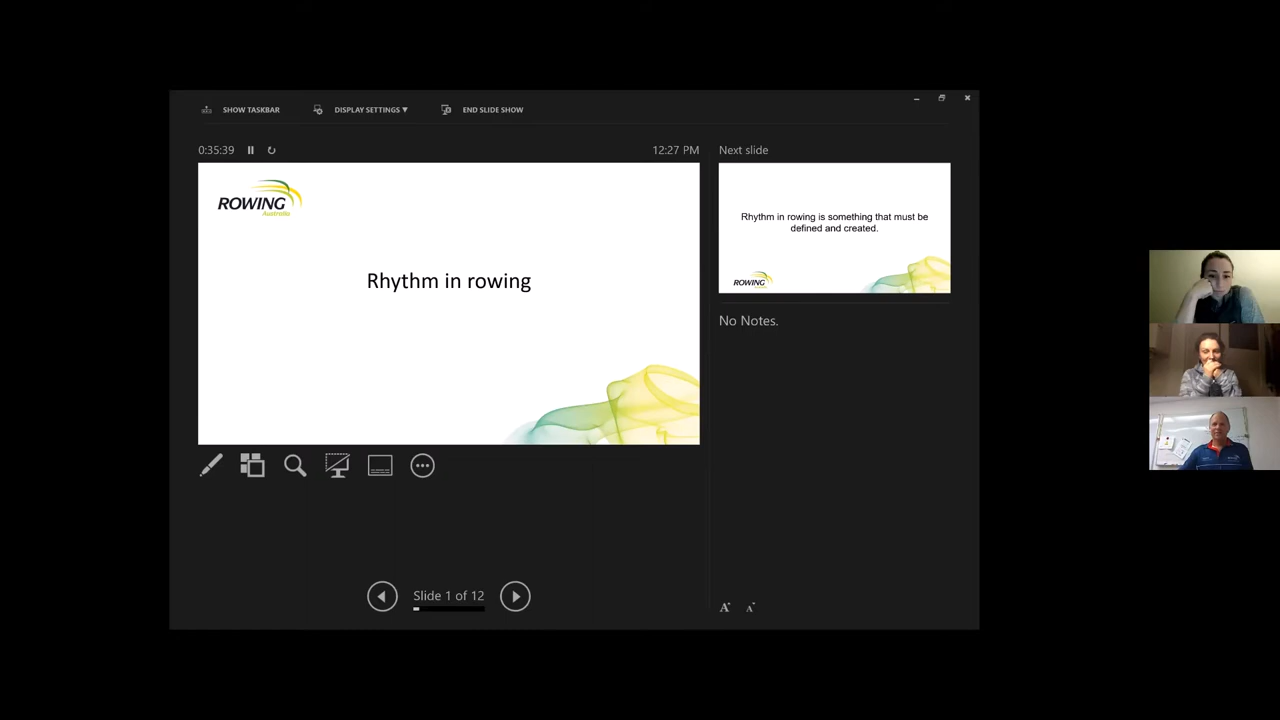 SHOW TASKBAR
DISPLAY SETTINGS ▼
END SLIDE SHOW
0:35:39
12:27 PM
ROWING
Australia
Rhythm in rowing
Next slide
Rhythm in rowing is something that must be
defined and created.
ROWING
No Notes.
Slide 1 of 12
A
A